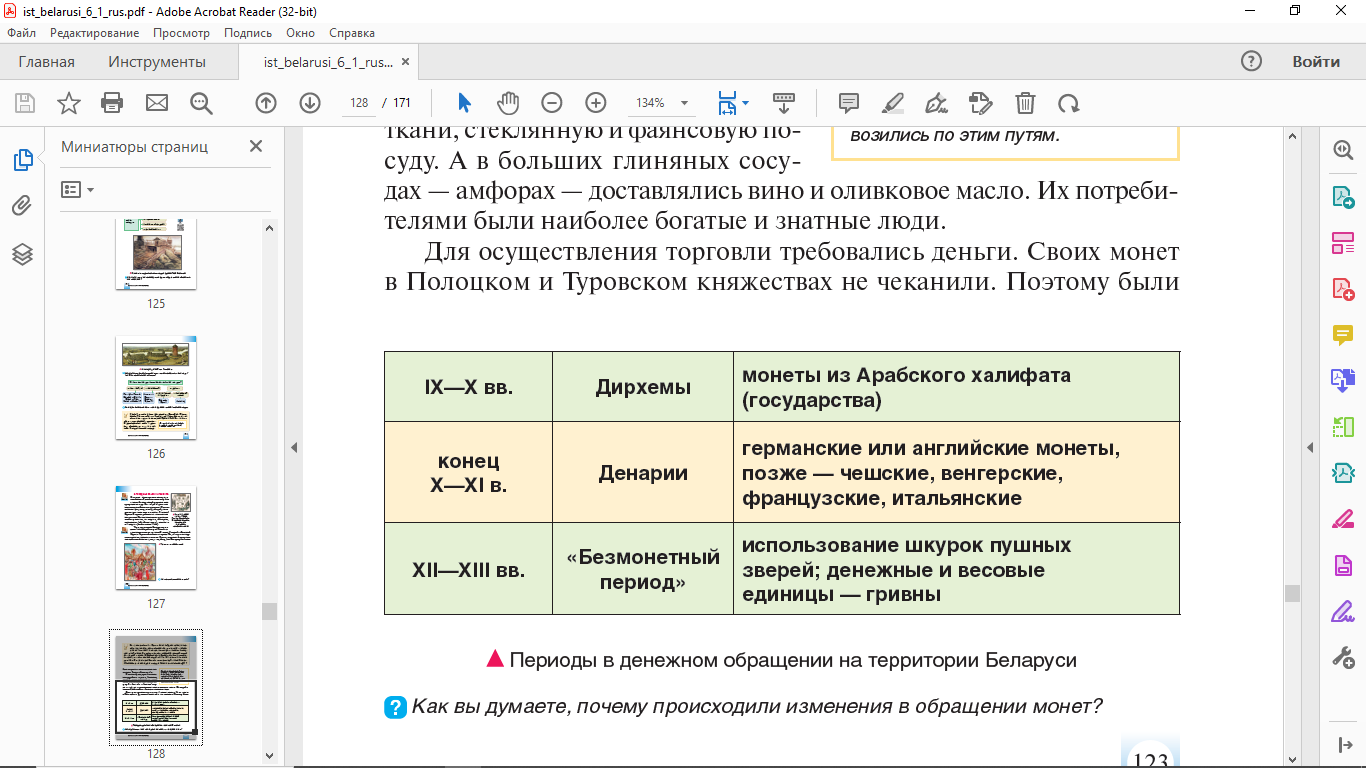 ist_belarusi_6_1_rus.pdf - Adobe Acrobat Reader (32-bit)
Файл Редактирование Просмотр Подпись Окно Справка
Главная Инструменты ist_belarusi_6_1_rus... Войти
128 / 171 134%
Миниатюры страниц
125
126
127
128
ткани, стеклянную и фаянсовую по-
суду. А в больших глиняных сосу-
дах — амфорах — доставлялись вино и оливковое масло. Их потреби-
телями были наиболее богатые и знатные люди.
возились по этим путям.
Для осуществления торговли требовались деньги. Своих монет
в Полоцком и Туровском княжествах не чеканили. Поэтому были
IX—X вв.
Дирхемы
монеты из Арабского халифата
(государства)
конец
X—XI в.
Денарии
германские или английские монеты,
позже — чешские, венгерские,
французские, итальянские
XII—XIII вв.
«Безмонетный
период»
использование шкурок пушных
зверей; денежные и весовые
единицы — гривны
Периоды в денежном обращении на территории Беларуси
? Как вы думаете, почему происходили изменения в обращении монет?
123